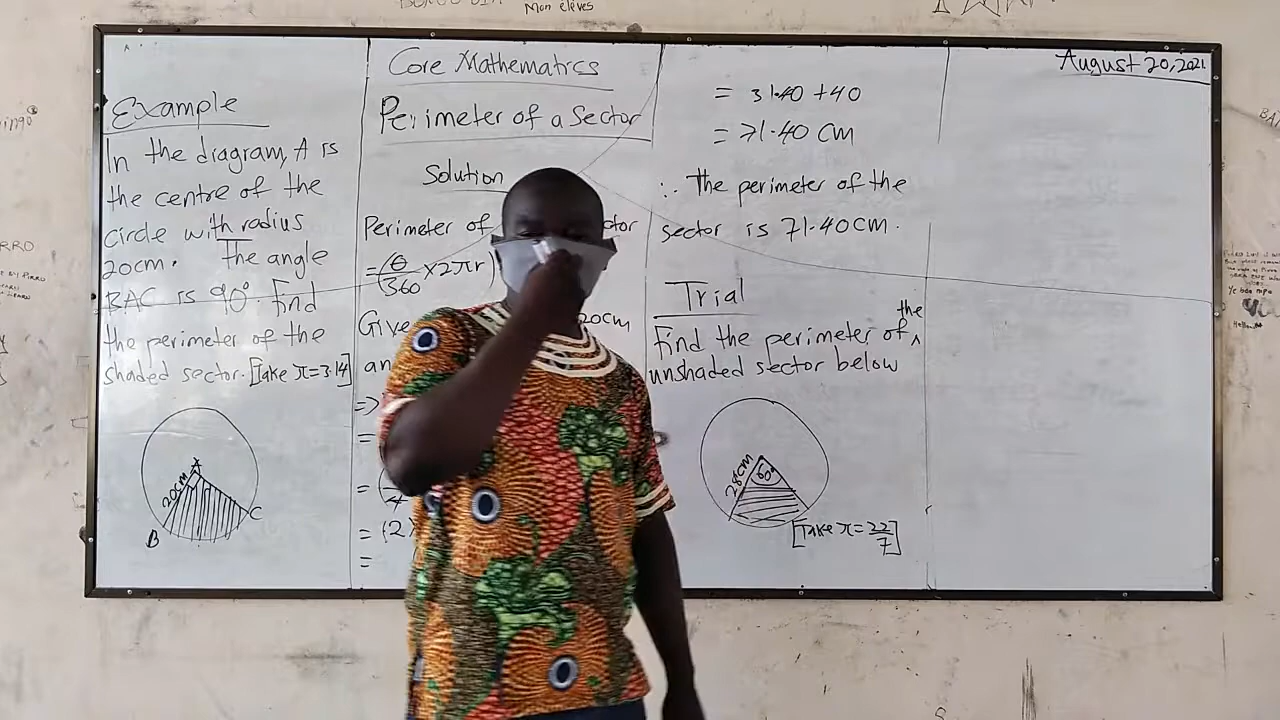 Mon élèves
August 20, 2021
Core Mathematics
Perimeter of a Sector
Example
In the diagram, A is
the centre of the
circle with radius
20cm. The angle
BAC is 90°. Find
the perimeter of the
shaded sector. [Take π=3.14]
A
20cm
B
C
Solution
Perimeter of
= (θ/360 × 2πr)
20cm
an
=>
=
= (
= (2)
=
= 31.40 + 40
= 71.40 cm
∴ The perimeter of the
sector is 71.40cm.
Trial
Find the perimeter of the
unshaded sector below
28cm
60°
[Take π = 22/7]